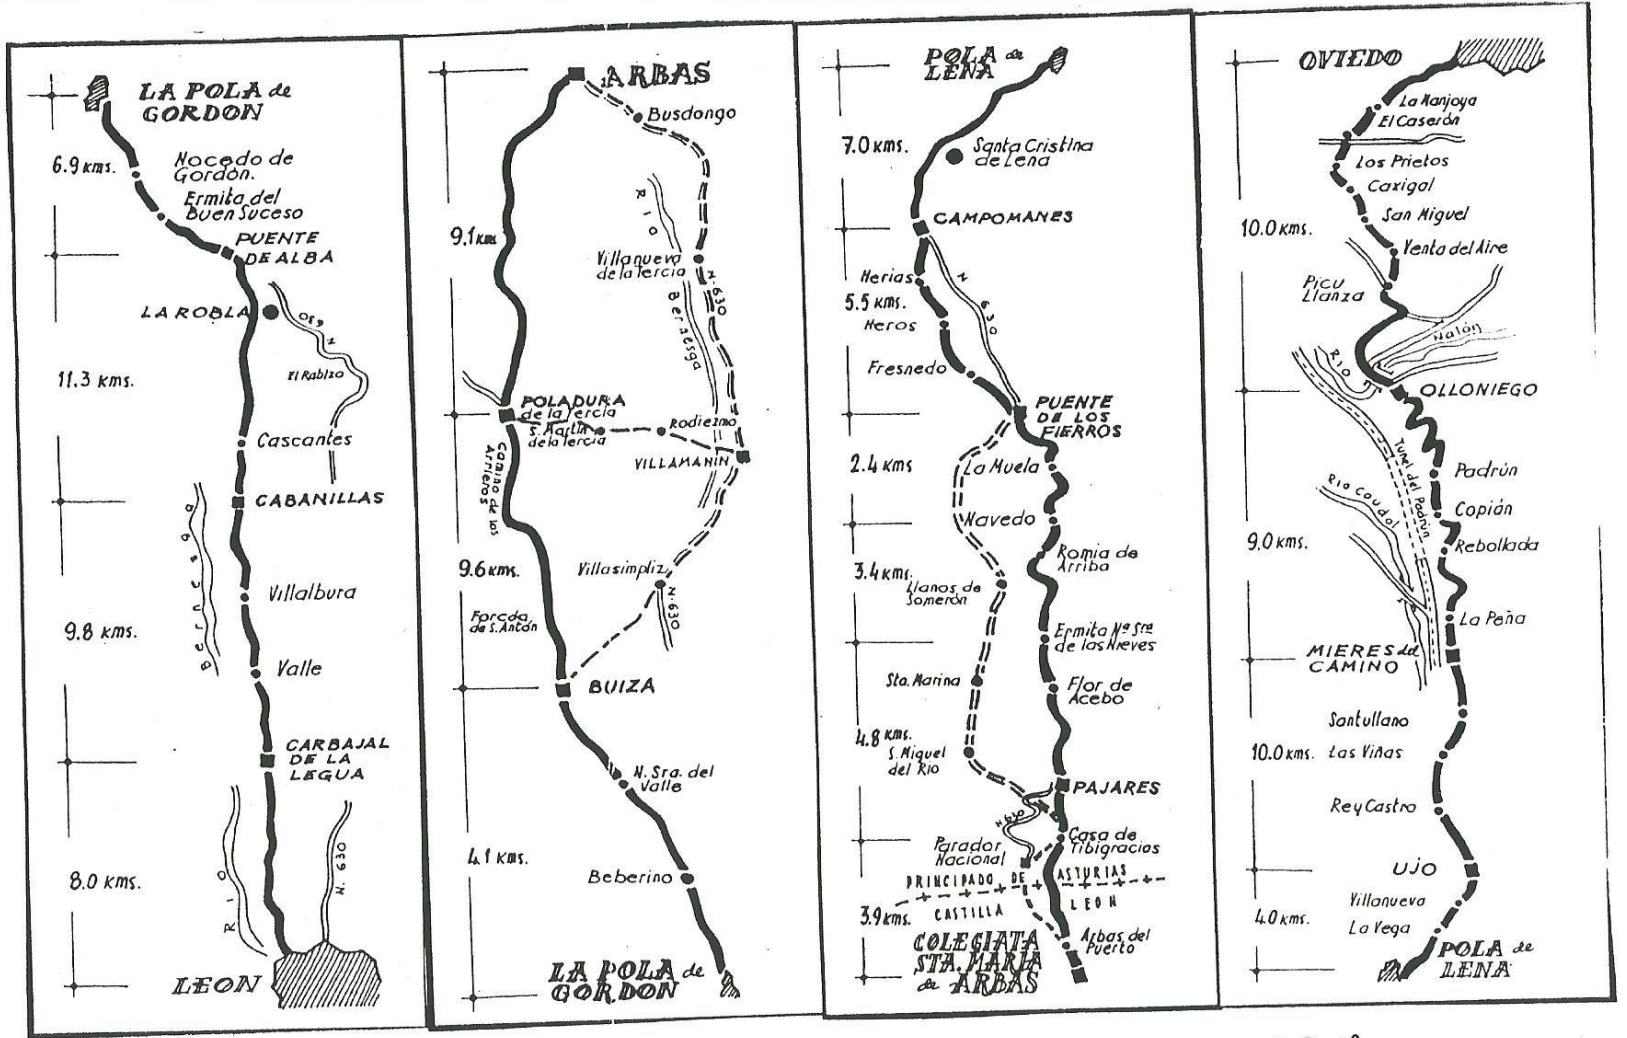 LA POLA de
GORDON
6.9 kms.
Nocedo de
Gordón.
Ermita del
Buen Suceso
PUENTE
DE ALBA
LA ROBLA
N 630
El Rabizo
11.3 kms.
Cascantes
CABANILLAS
Bernesga
Villalbura
9.8 kms.
Valle
CARBAJAL
DE LA
LEGUA
8.0 kms.
RIO
N. 630
LEON
ARBAS
Busdongo
RIO
Bernesga
9.1 kms
Villanueva
de la Tercia
N-630
POLADURA
de la Tercia
S. Martín
de la Tercia
Rodiezmo
VILLAMANIN
Camino de los
Arrieros
9.6 kms.
Villasimpliz
N-630
Forcda
de S. Antón
BUIZA
N. Sra. del
Valle
4.1 kms.
Beberino
LA POLA de
GORDON
POLA de
LENA
7.0 kms.
Santa Cristina
de Lena
CAMPOMANES
Herias
N 630
5.5 kms.
Heros
Fresnedo
PUENTE
DE LOS
FIERROS
2.4 kms
La Muela
Navedo
Romia de
Arriba
3.4 kms.
Llanos de
Somerón
Ermita Nª Sra
de las Nieves
Sta. Marina
Flor de
Acebo
4.8 kms.
S. Miguel
del Rio
PAJARES
N-630
Casa de
Tibigracias
Parador
Nacional
PRINCIPADO DE ASTURIAS
CASTILLA LEON
3.9 kms.
Arbas del
Puerto
COLEGIATA
STA. MARIA
de ARBAS
OVIEDO
La Manjoya
El Caserón
Los Prietos
Caxigal
San Miguel
10.0 kms.
Venta del Aire
Picu
Llanza
Rio
Nalón
OLLONIEGO
Tunel del Padrún
Padrún
Rio Caudal
Copián
9.0 kms.
Rebollada
La Peña
MIERES del
CAMINO
Santullano
10.0 kms.
Las Viñas
Rey Castro
UJO
Villanueva
4.0 kms.
La Vega
POLA de
LENA